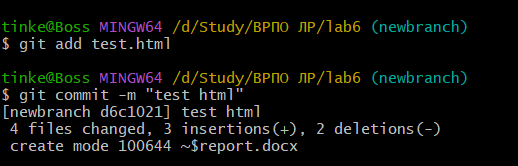 tinke@Boss MINGW64 /d/Study/ВРПО ЛР/lab6 (newbranch)
$ git add test.html
tinke@Boss MINGW64 /d/Study/ВРПО ЛР/lab6 (newbranch)
$ git commit -m "test html"
[newbranch d6c1021] test html
4 files changed, 3 insertions(+), 2 deletions(-)
create mode 100644 ~$report.docx